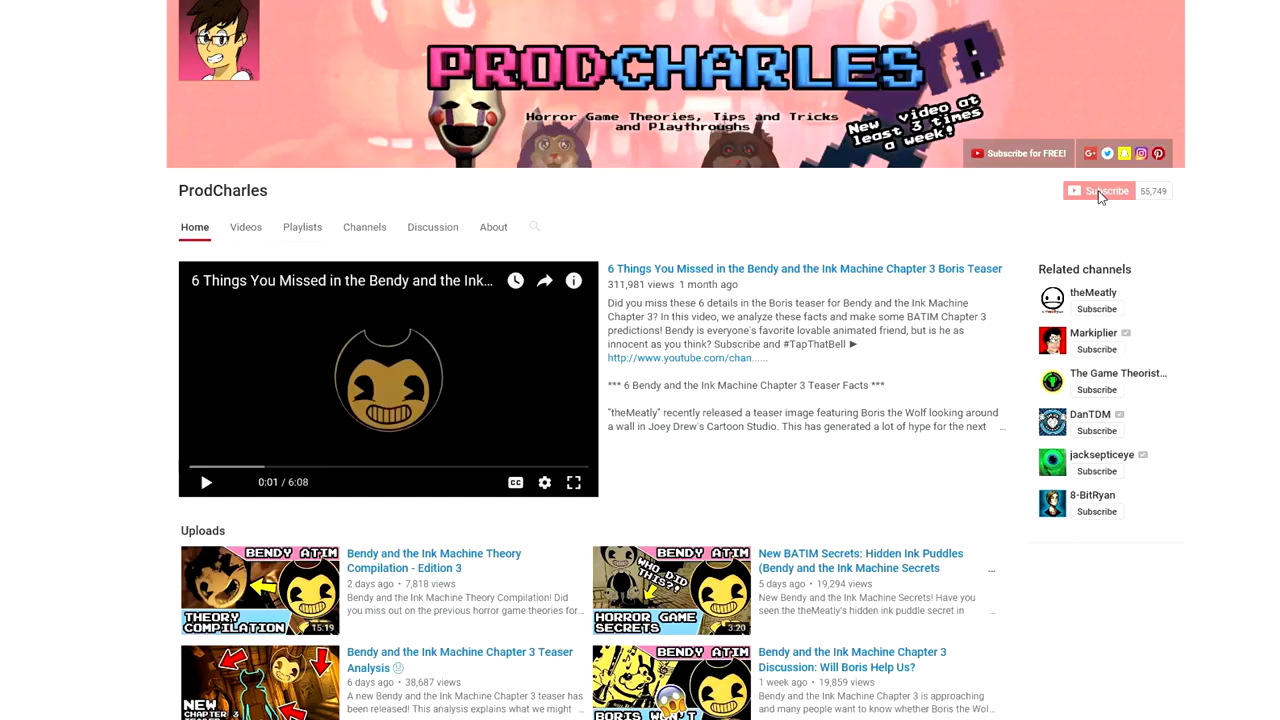 PRODCHARLES
Horror Game Theories, Tips and Tricks
and Playthroughs
New video at
least 3 times
a week!
Subscribe for FREE!
ProdCharles
Subscribe 55,749
Home Videos Playlists Channels Discussion About
6 Things You Missed in the Bendy and the Ink...
0:01 / 6:08
CC
6 Things You Missed in the Bendy and the Ink Machine Chapter 3 Boris Teaser
311,981 views 1 month ago
Did you miss these 6 details in the Boris teaser for Bendy and the Ink Machine
Chapter 3? In this video, we analyze these facts and make some BATIM Chapter 3
predictions! Bendy is everyone's favorite lovable animated friend, but is he as
innocent as you think? Subscribe and #TapThatBell ►
http://www.youtube.com/chan......
*** 6 Bendy and the Ink Machine Chapter 3 Teaser Facts ***
"theMeatly" recently released a teaser image featuring Boris the Wolf looking around
a wall in Joey Drew's Cartoon Studio. This has generated a lot of hype for the next ...
Related channels
theMeatly
Subscribe
Markiplier
Subscribe
The Game Theorist...
Subscribe
DanTDM
Subscribe
jacksepticeye
Subscribe
8-BitRyan
Subscribe
Uploads
BENDY ATIM
THEORY
COMPILATION
15:19
Bendy and the Ink Machine Theory
Compilation - Edition 3
2 days ago • 7,818 views
Bendy and the Ink Machine Theory Compilation! Did
you miss out on the previous horror game theories for...
BENDY ATIM
WHO DID
THIS?!
HORROR GAME
SECRETS
3:20
New BATIM Secrets: Hidden Ink Puddles
(Bendy and the Ink Machine Secrets ...
5 days ago • 19,294 views
New Bendy and the Ink Machine Secrets! Have you
seen the theMeatly's hidden ink puddle secret in ...
NEW
CHAPTER 3
Bendy and the Ink Machine Chapter 3 Teaser
Analysis
6 days ago • 38,687 views
A new Bendy and the Ink Machine Chapter 3 teaser has
been released! This analysis explains what we might ...
BENDY ATIM
BORIS WON'T
Bendy and the Ink Machine Chapter 3
Discussion: Will Boris Help Us?
1 week ago • 19,859 views
Bendy and the Ink Machine Chapter 3 is approaching
and many people want to know whether Boris the Wol...